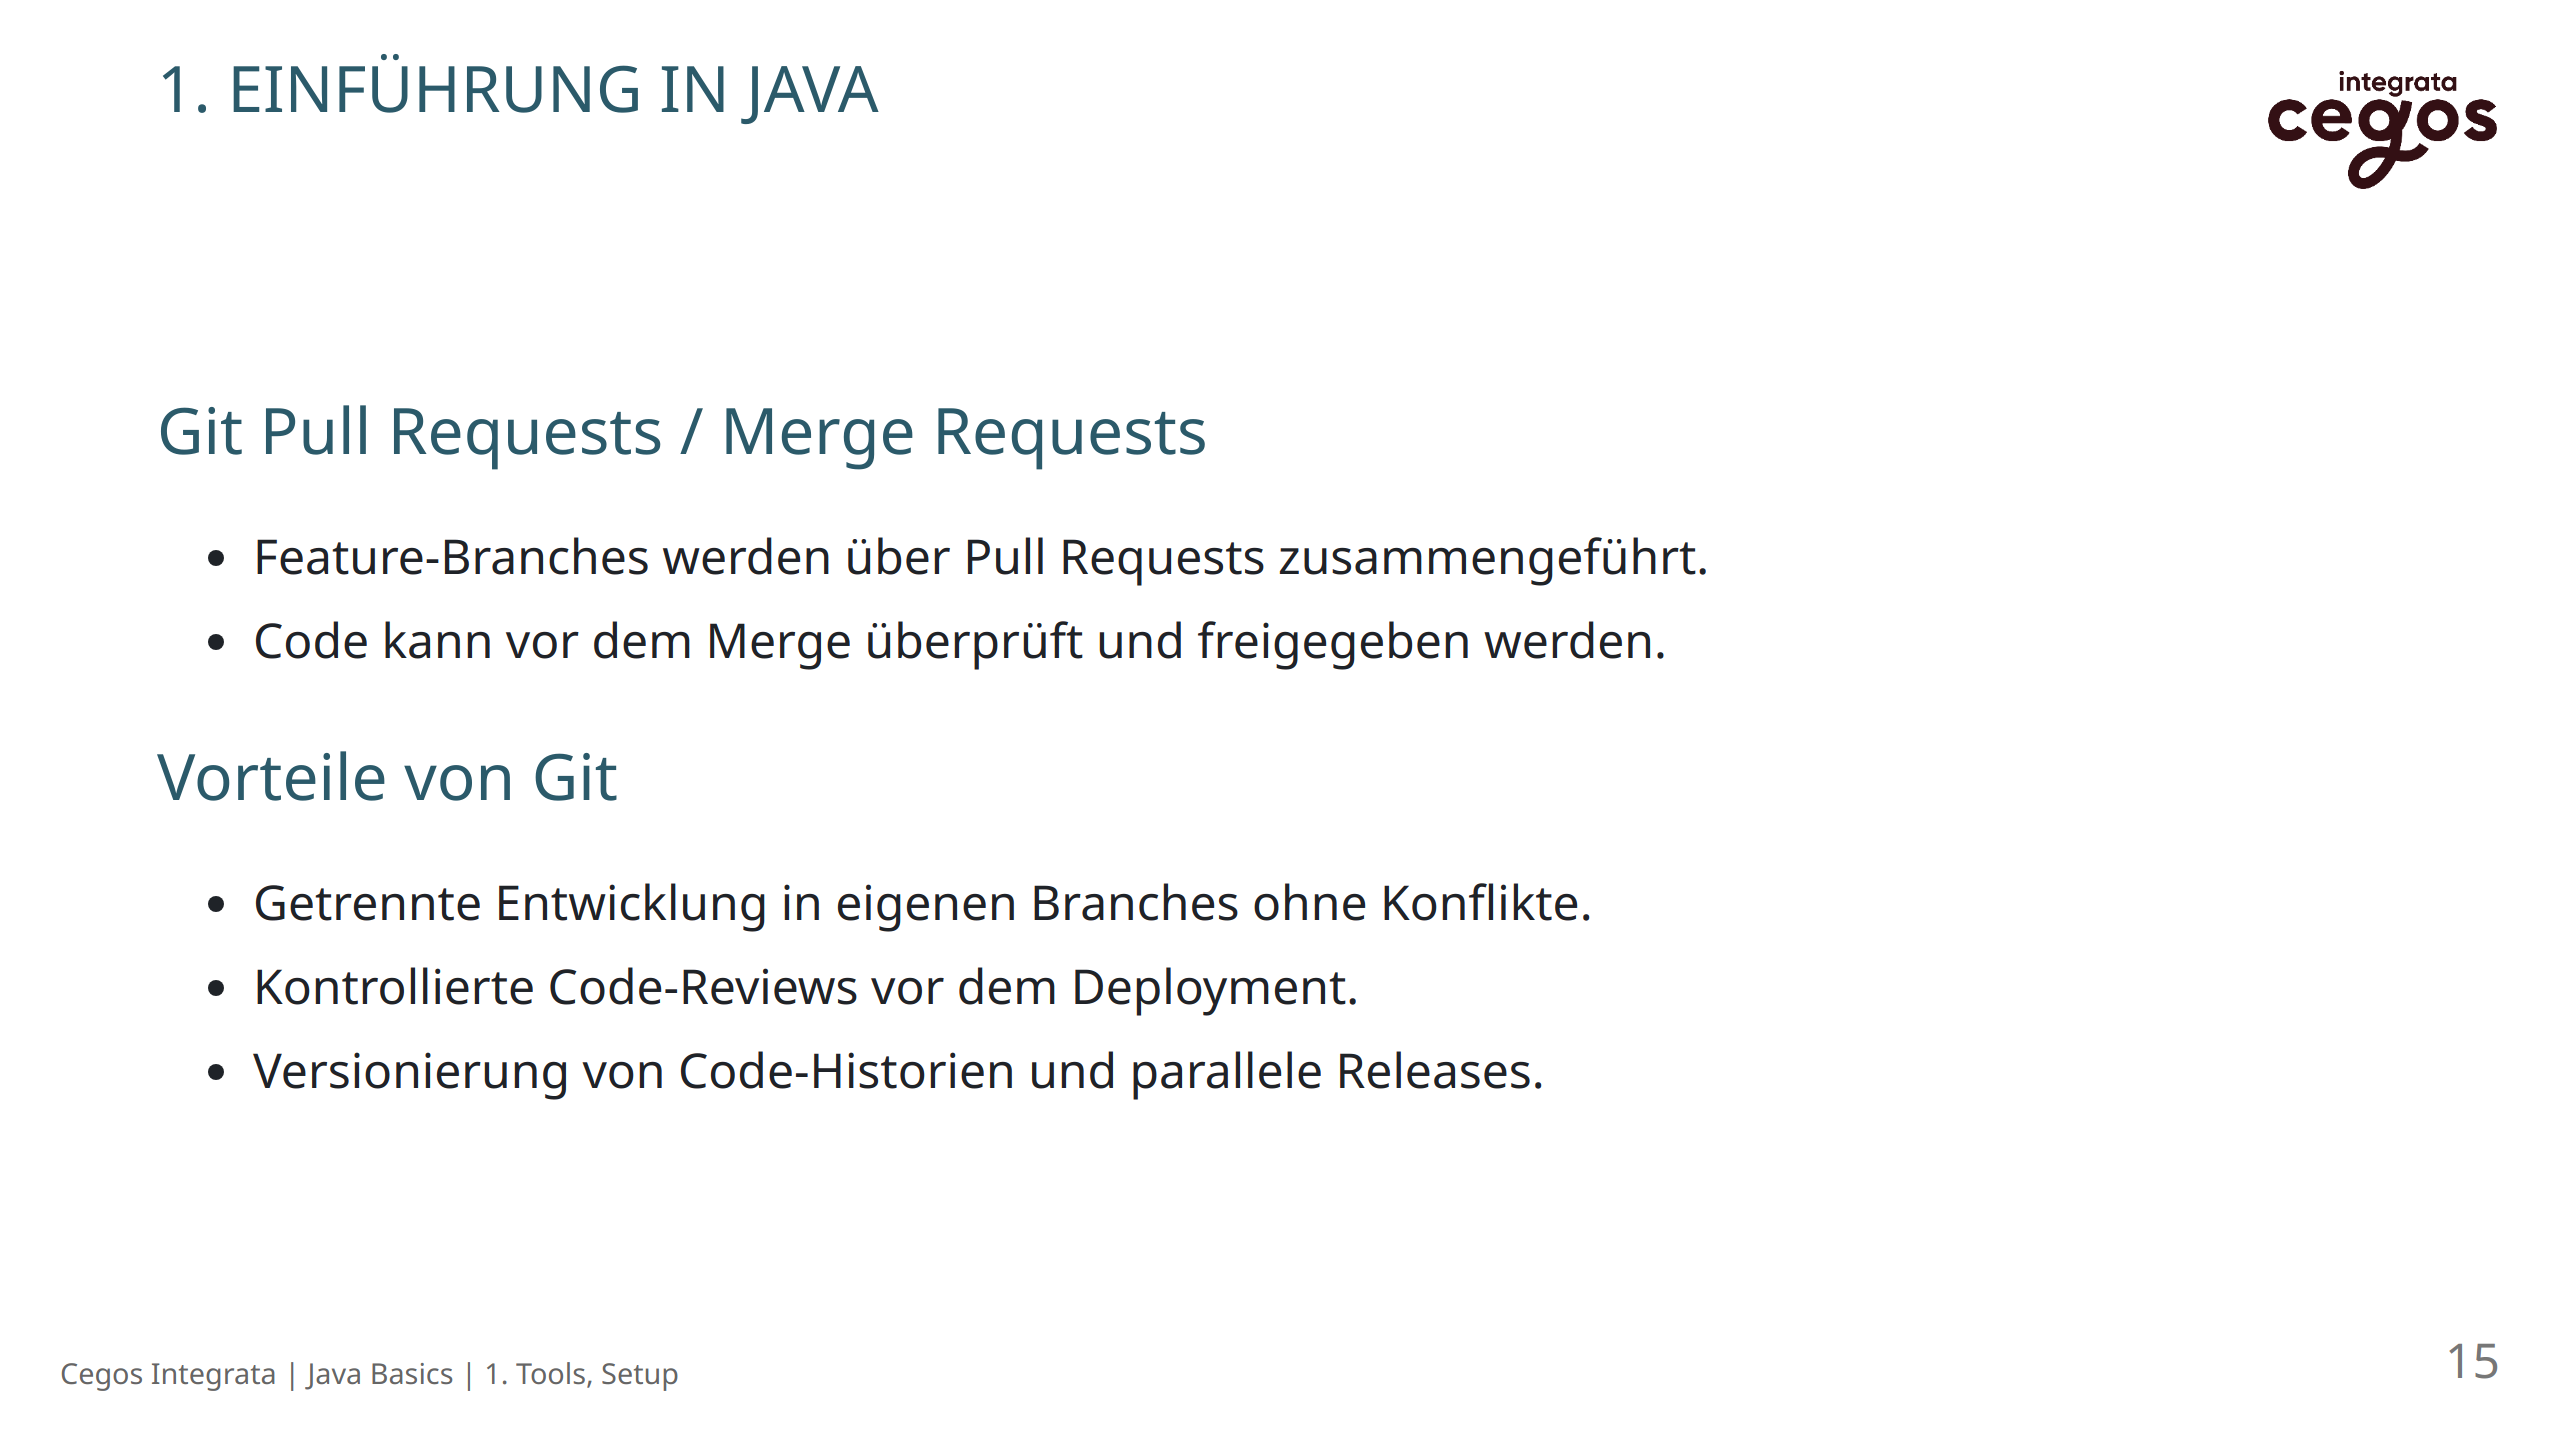 1. EINFÜHRUNG IN JAVA
integrata
cegos
Git Pull Requests / Merge Requests
• Feature-Branches werden über Pull Requests zusammengeführt.
• Code kann vor dem Merge überprüft und freigegeben werden.
Vorteile von Git
• Getrennte Entwicklung in eigenen Branches ohne Konflikte.
• Kontrollierte Code-Reviews vor dem Deployment.
• Versionierung von Code-Historien und parallele Releases.
Cegos Integrata | Java Basics | 1. Tools, Setup
15